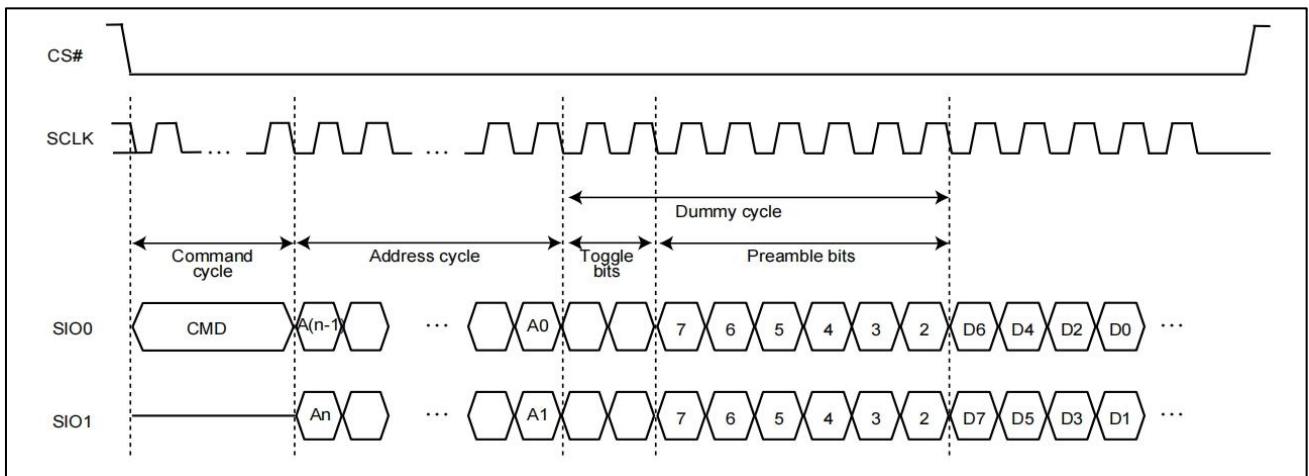 CS#
SCLK
...
...
Dummy cycle
Command
cycle
Address cycle
Toggle
bits
Preamble bits
SIO0
CMD
A(n-1)
...
A0
7 6 5 4 3 2 D6 D4 D2 D0 ...
SIO1
An
...
A1
7 6 5 4 3 2 D7 D5 D3 D1 ...